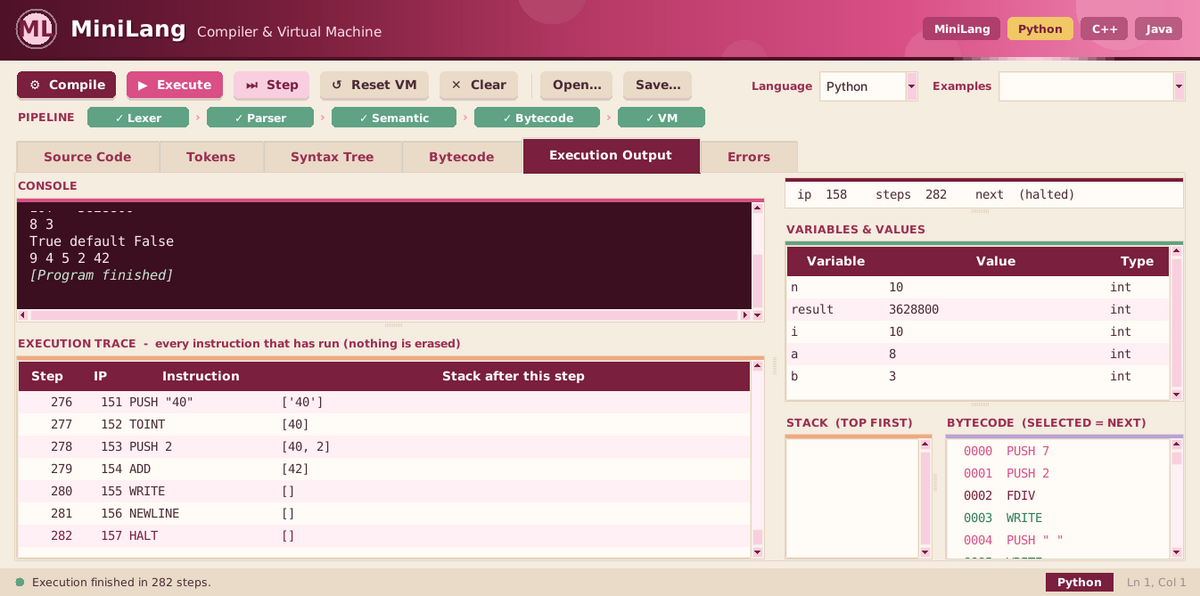 ML MiniLang Compiler & Virtual Machine MiniLang Python C++ Java
⚙ Compile ▶ Execute ⏭ Step ↺ Reset VM ✕ Clear Open... Save... Language Python Examples
PIPELINE ✓ Lexer › ✓ Parser › ✓ Semantic › ✓ Bytecode › ✓ VM
Source Code Tokens Syntax Tree Bytecode Execution Output Errors
CONSOLE
8 3
True default False
9 4 5 2 42
[Program finished]
EXECUTION TRACE - every instruction that has run (nothing is erased)
Step IP Instruction Stack after this step
276 151 PUSH "40" ['40']
277 152 TOINT [40]
278 153 PUSH 2 [40, 2]
279 154 ADD [42]
280 155 WRITE []
281 156 NEWLINE []
282 157 HALT []
ip 158 steps 282 next (halted)
VARIABLES & VALUES
Variable Value Type
n 10 int
result 3628800 int
i 10 int
a 8 int
b 3 int
STACK (TOP FIRST)
BYTECODE (SELECTED = NEXT)
0000 PUSH 7
0001 PUSH 2
0002 FDIV
0003 WRITE
0004 PUSH " "
Execution finished in 282 steps. Python Ln 1, Col 1